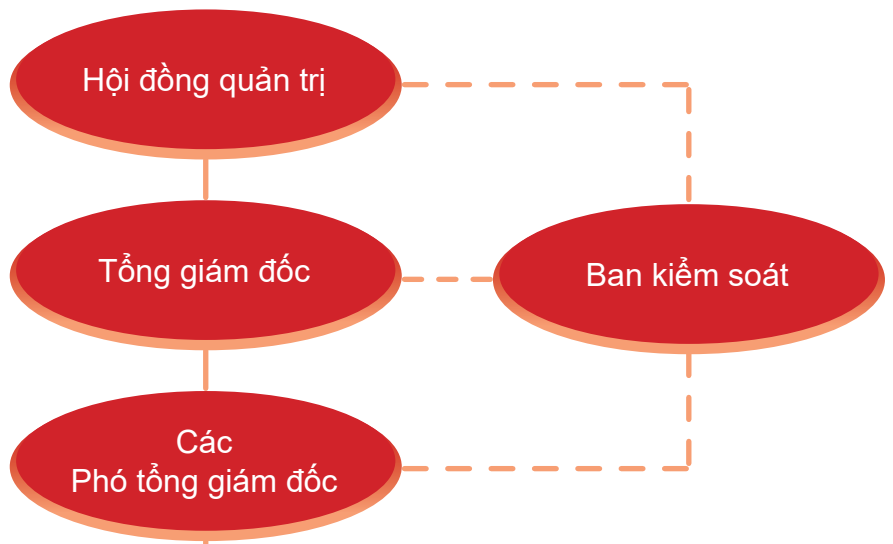 Hội đồng quản trị
Tổng giám đốc
Ban kiểm soát
Các
Phó tổng giám đốc